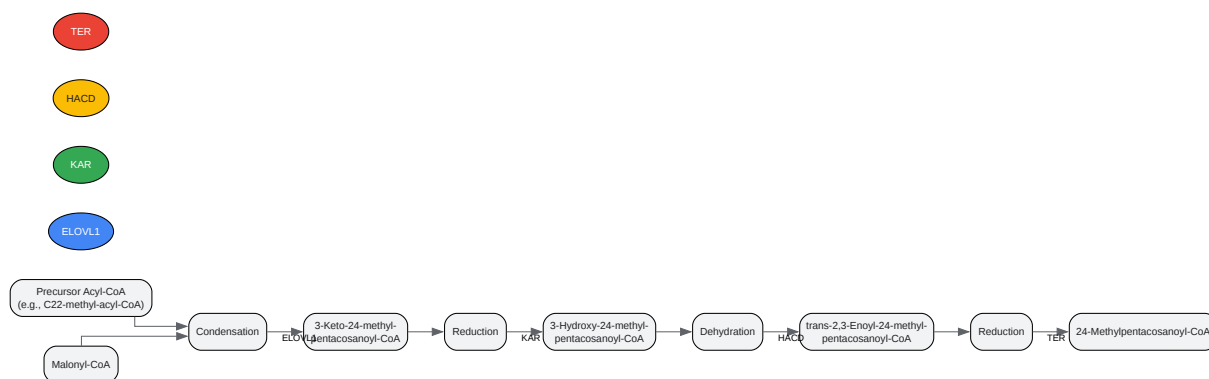 TER
HACD
KAR
ELOVL1
Precursor Acyl-CoA
(e.g., C22-methyl-acyl-CoA)
Malonyl-CoA
Condensation
ELOVL1
3-Keto-24-methyl-
pentacosanoyl-CoA
Reduction
KAR
3-Hydroxy-24-methyl-
pentacosanoyl-CoA
Dehydration
HACD
trans-2,3-Enoyl-24-methyl-
pentacosanoyl-CoA
Reduction
TER
24-Methylpentacosanoyl-CoA